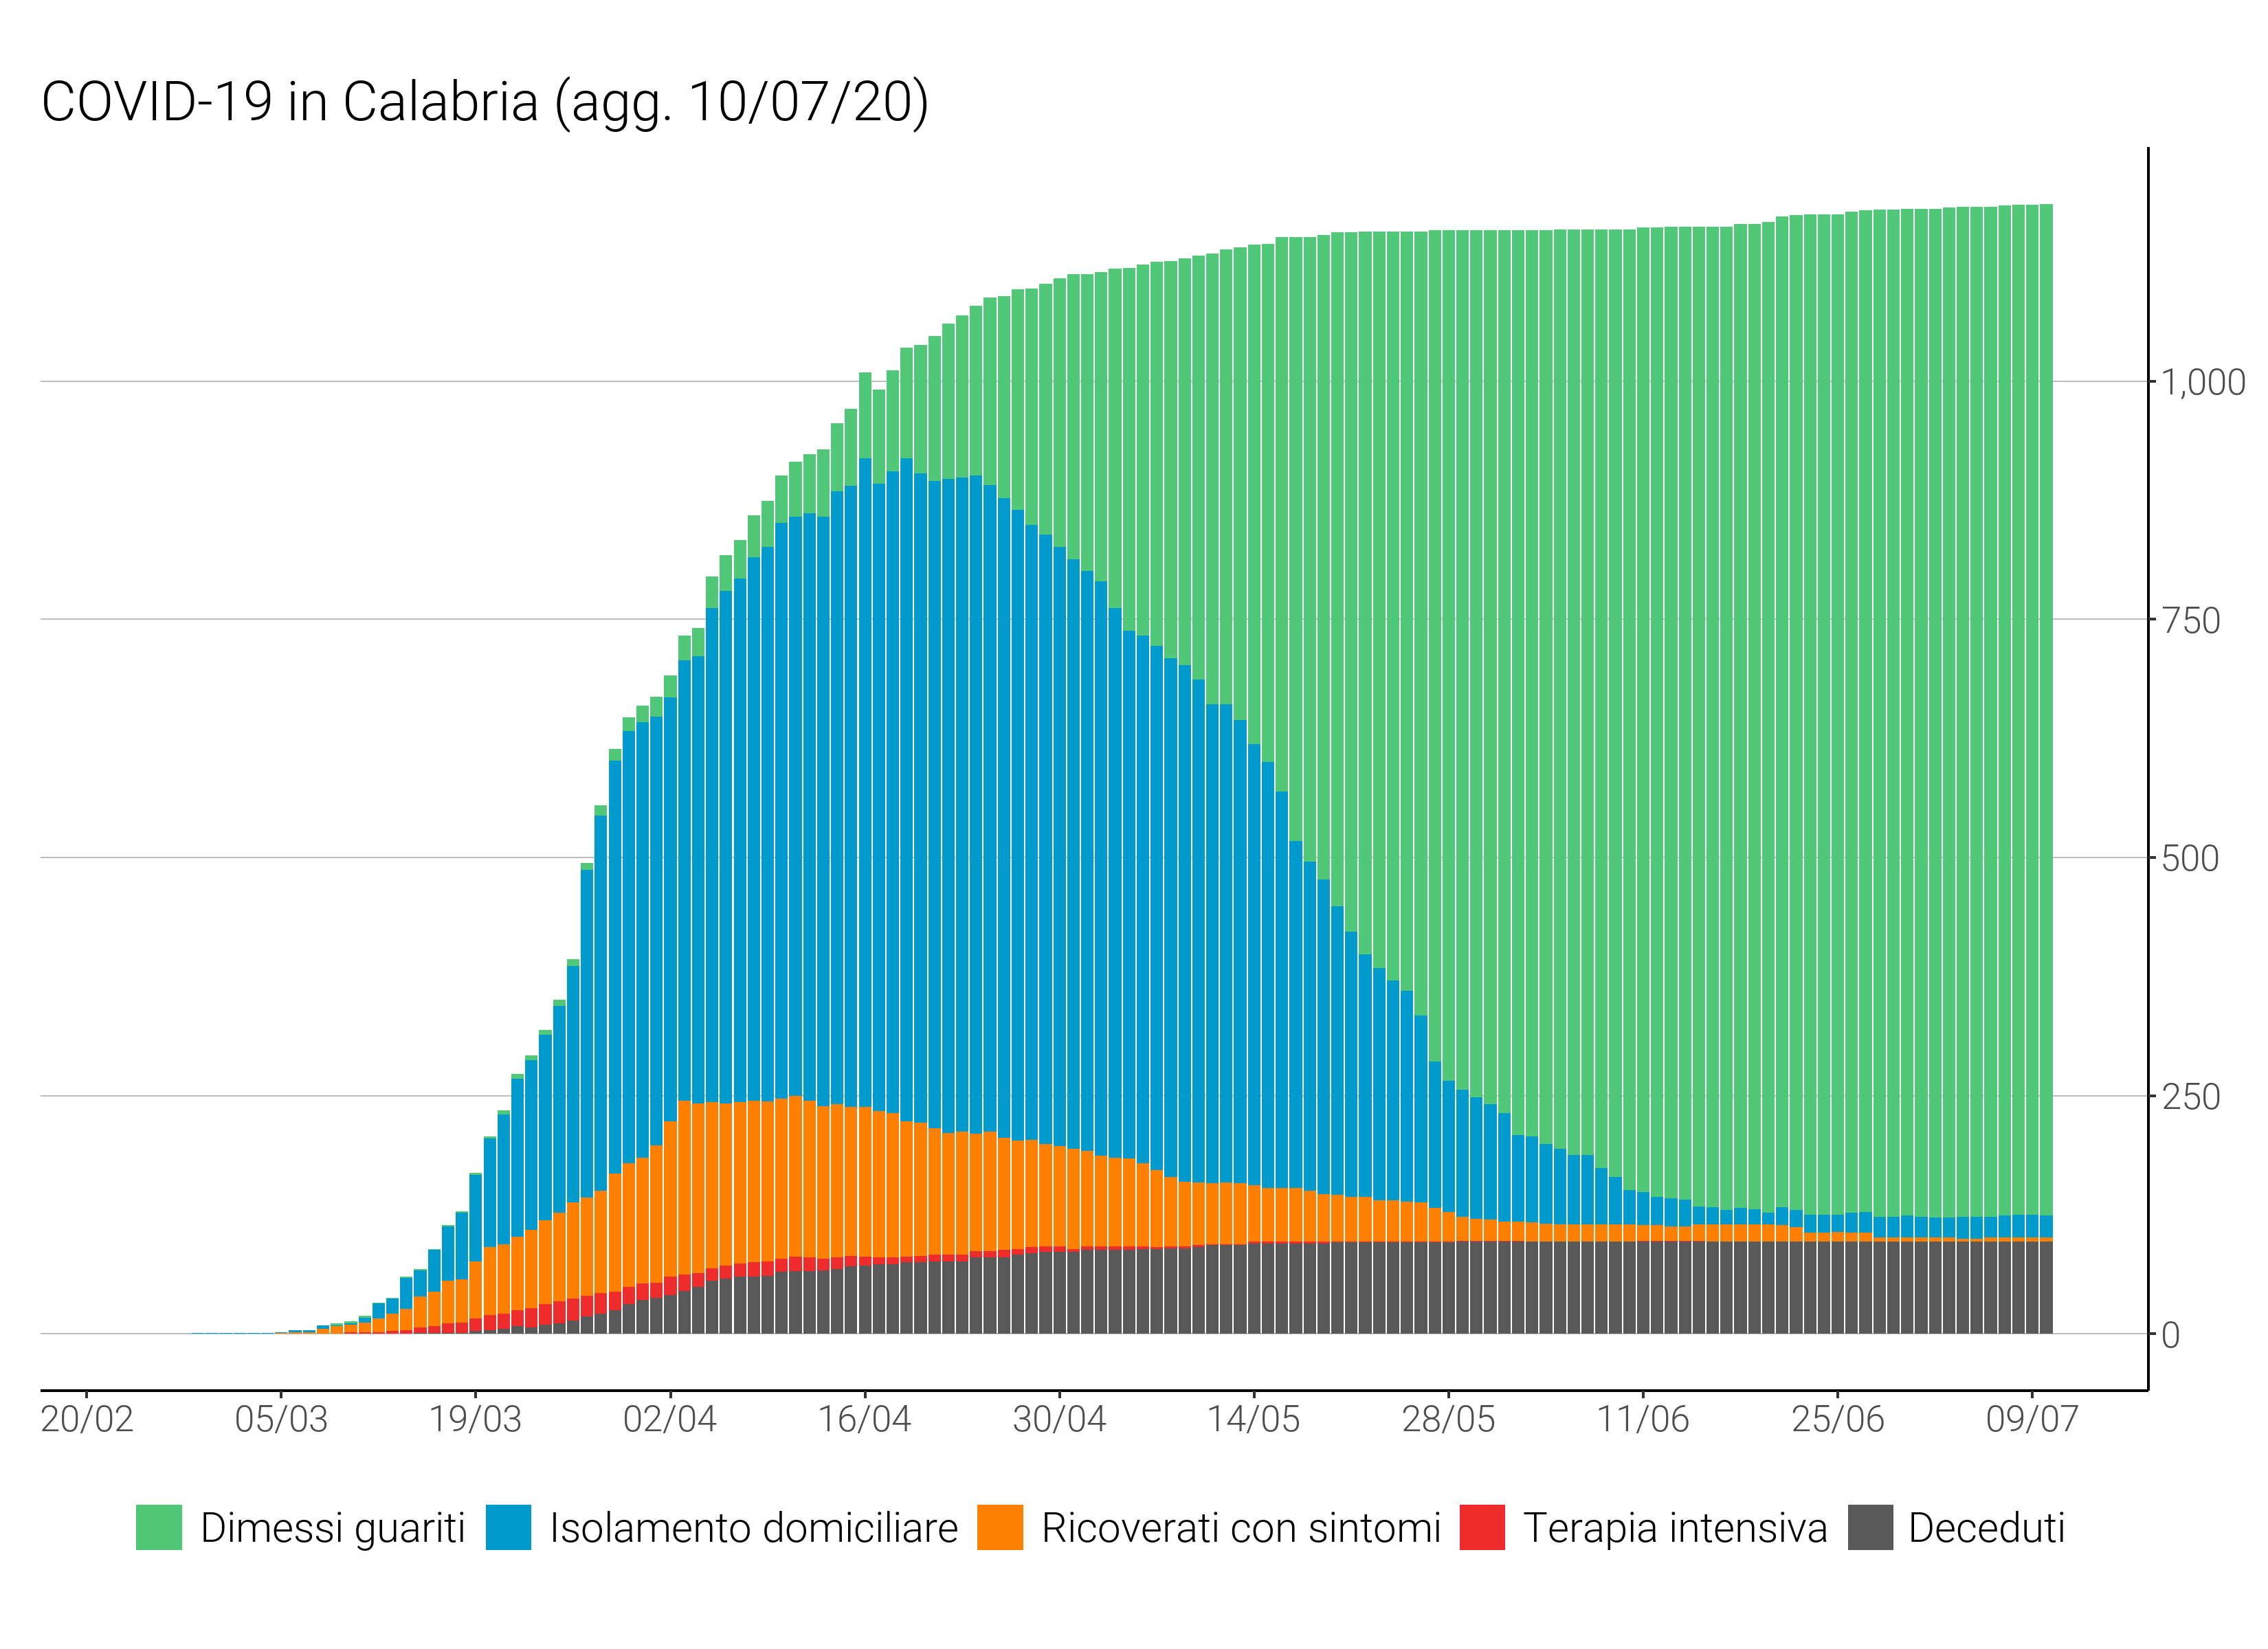 COVID-19 in Calabria (agg. 10/07/20)
1,000
750
500
250
0
20/02 05/03 19/03 02/04 16/04 30/04 14/05 28/05 11/06 25/06 09/07
Dimessi guariti Isolamento domiciliare Ricoverati con sintomi Terapia intensiva Deceduti